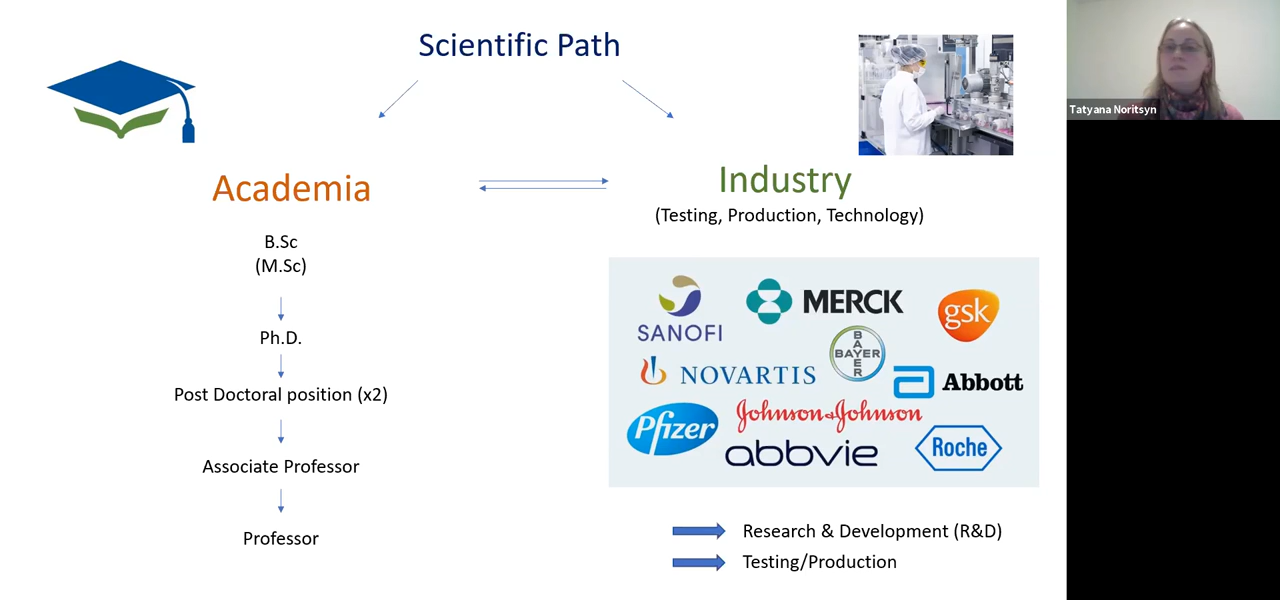 Scientific Path
Academia
B.Sc
(M.Sc)
Ph.D.
Post Doctoral position (x2)
Associate Professor
Professor
Industry
(Testing, Production, Technology)
SANOFI
MERCK
gsk
NOVARTIS
BAYER
BAYER
Abbott
Pfizer
Johnson & Johnson
abbvie
Roche
Research & Development (R&D)
Testing/Production
Tatyana Noritsyn